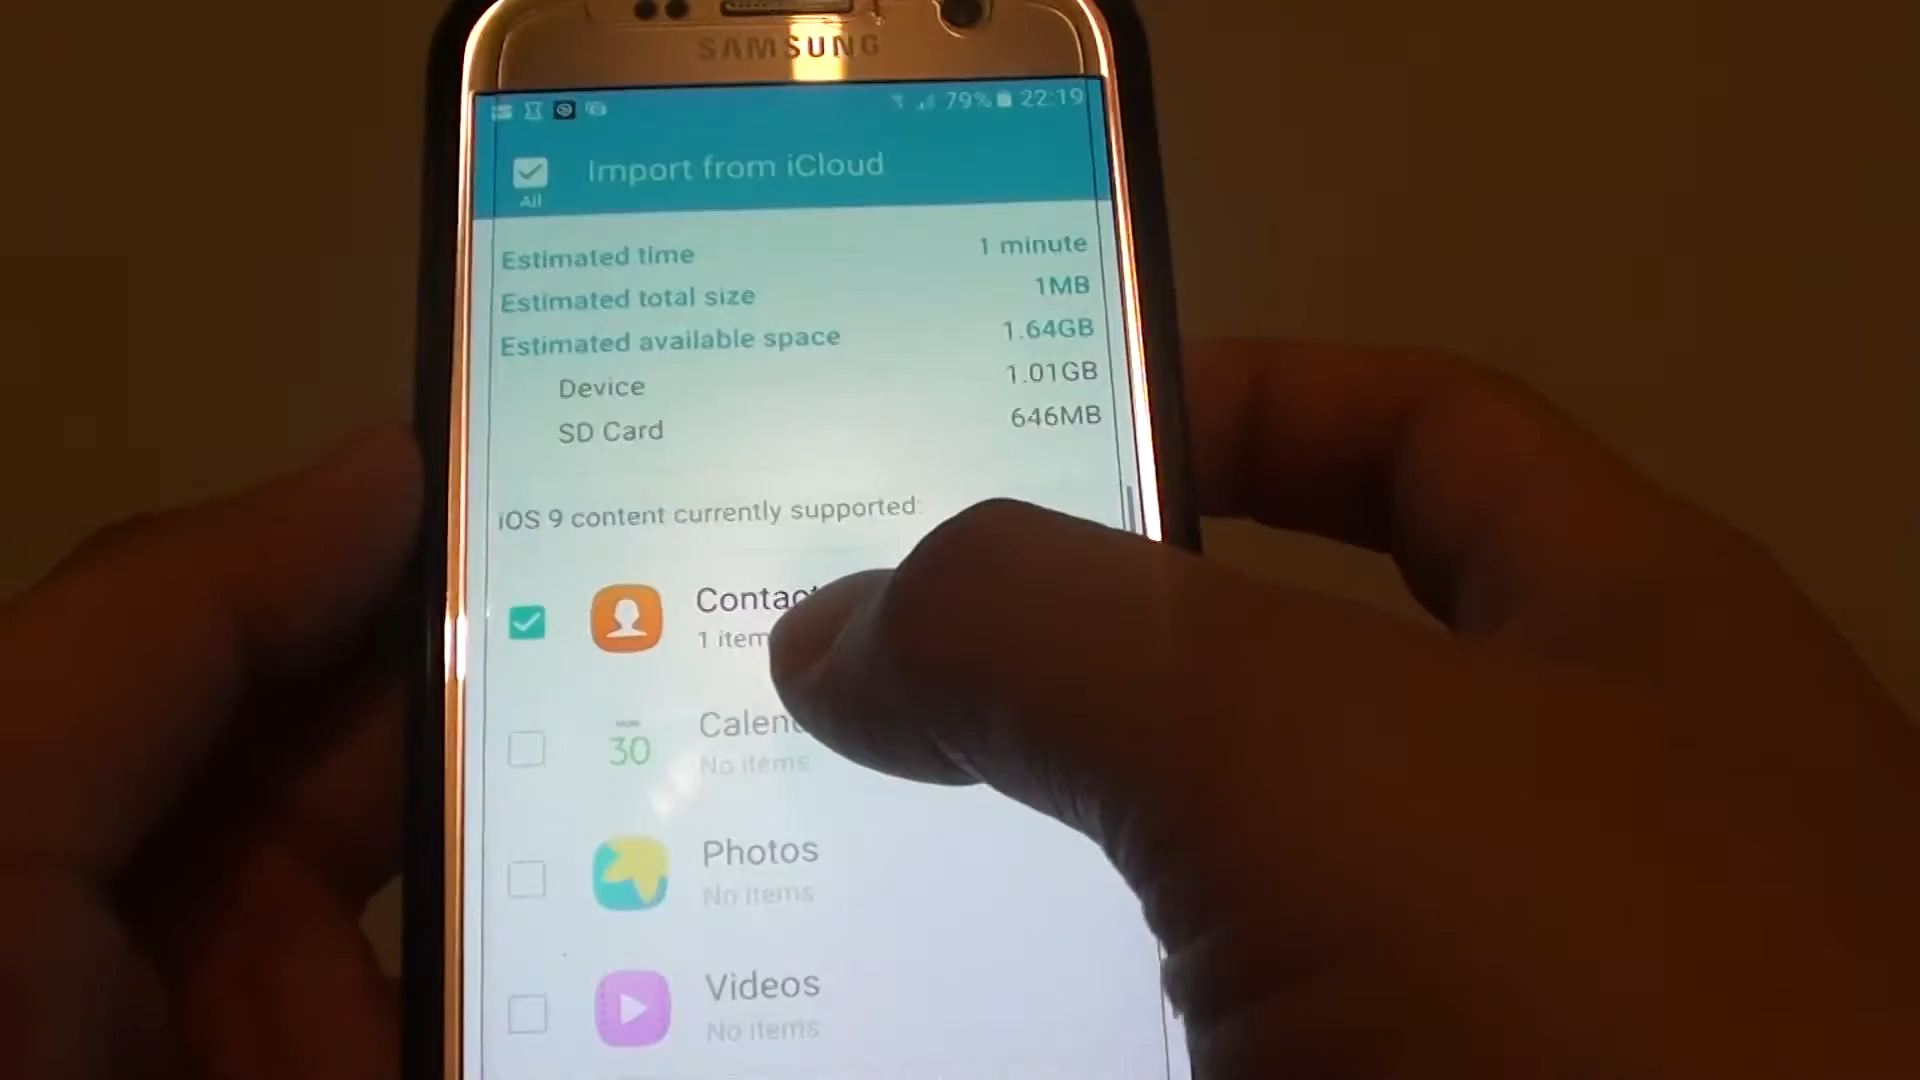 SAMSUNG
79% 22:19
Import from iCloud
All
Estimated time 1 minute
Estimated total size 1MB
Estimated available space 1.64GB
Device 1.01GB
SD Card 646MB
iOS 9 content currently supported:
1 item
30
No items
Photos
No items
Videos
No items